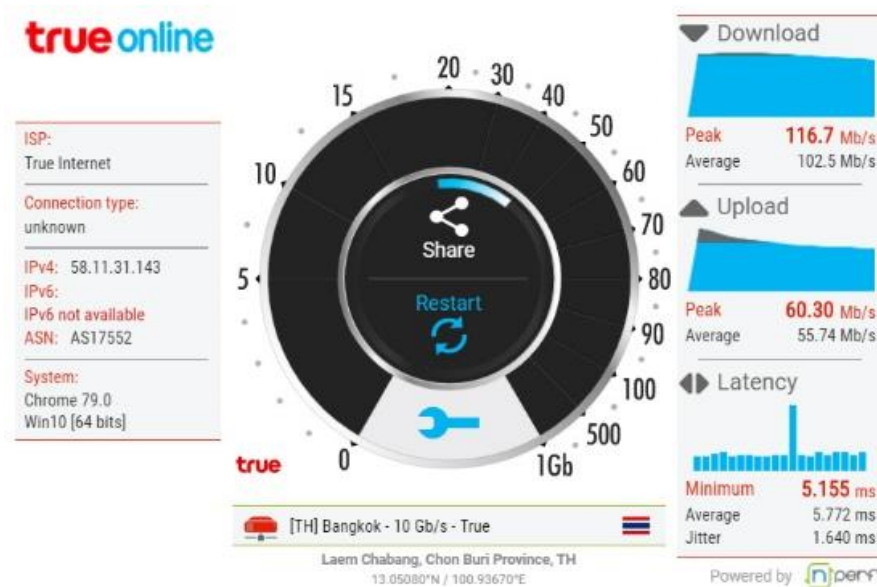 true online
ISP:
True Internet
Connection type:
unknown
IPv4: 58.11.31.143
IPv6:
IPv6 not available
ASN: AS17552
System:
Chrome 79.0
Win10 [64 bits]
0
5
10
15
20
30
40
50
60
70
80
90
100
500
1Gb
Share
Restart
true
[TH] Bangkok - 10 Gb/s - True
Laem Chabang, Chon Buri Province, TH
13.05080°N / 100.93670°E
Download
Peak 116.7 Mb/s
Average 102.5 Mb/s
Upload
Peak 60.30 Mb/s
Average 55.74 Mb/s
Latency
Minimum 5.155 ms
Average 5.772 ms
Jitter 1.640 ms
Powered by nperf